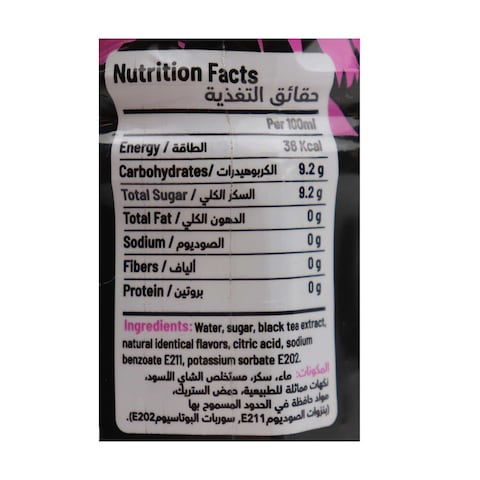 Nutrition Facts
حقائق التغذية
Per 100ml
Energy / الطاقة 36 Kcal
Carbohydrates/ الكربوهيدرات 9.2 g
Total Sugar / السكر الكلي 9.2 g
Total Fat / الدهون الكلي 0 g
Sodium / الصوديوم 0 g
Fibers / ألياف 0 g
Protein / بروتين 0 g
Ingredients: Water, sugar, black tea extract,
natural identical flavors, citric acid, sodium
benzoate E211, potassium sorbate E202.
المكونات: ماء، سكر، مستخلص الشاي الأسود،
نكهات مماثلة للطبيعية، حمض الستريك،
مواد حافظة في الحدود المسموح بها
(بنزوات الصوديوم E211، سوربات البوتاسيوم E202).